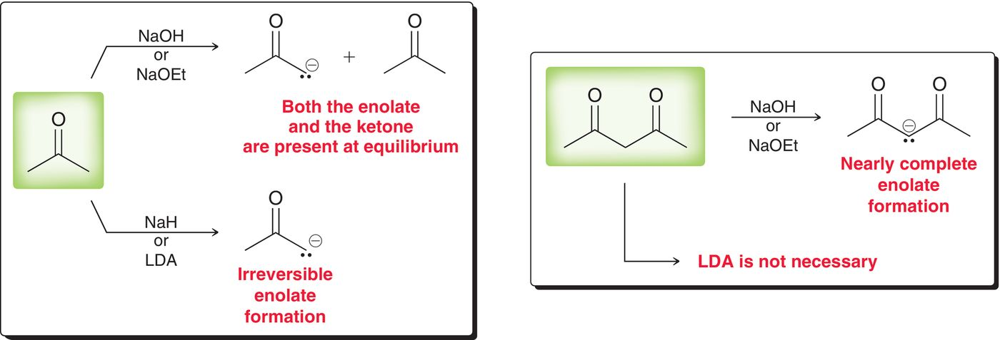 O
NaOH
or
NaOEt
O
⊖
+
O
Both the enolate
and the ketone
are present at equilibrium
NaH
or
LDA
O
⊖
Irreversible
enolate
formation
O O
NaOH
or
NaOEt
O O
⊖
Nearly complete
enolate
formation
LDA is not necessary